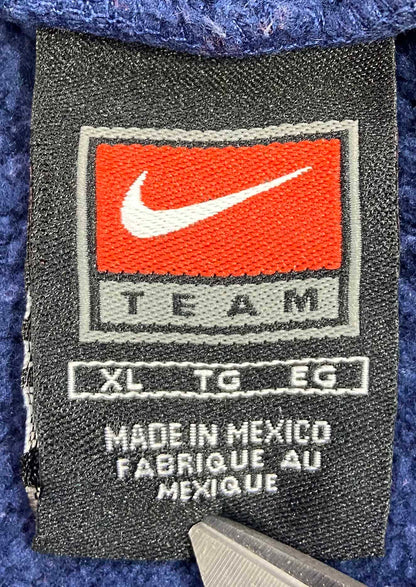 TEAM
XL TG EG
MADE IN MEXICO
FABRIQUE AU
MEXIQUE